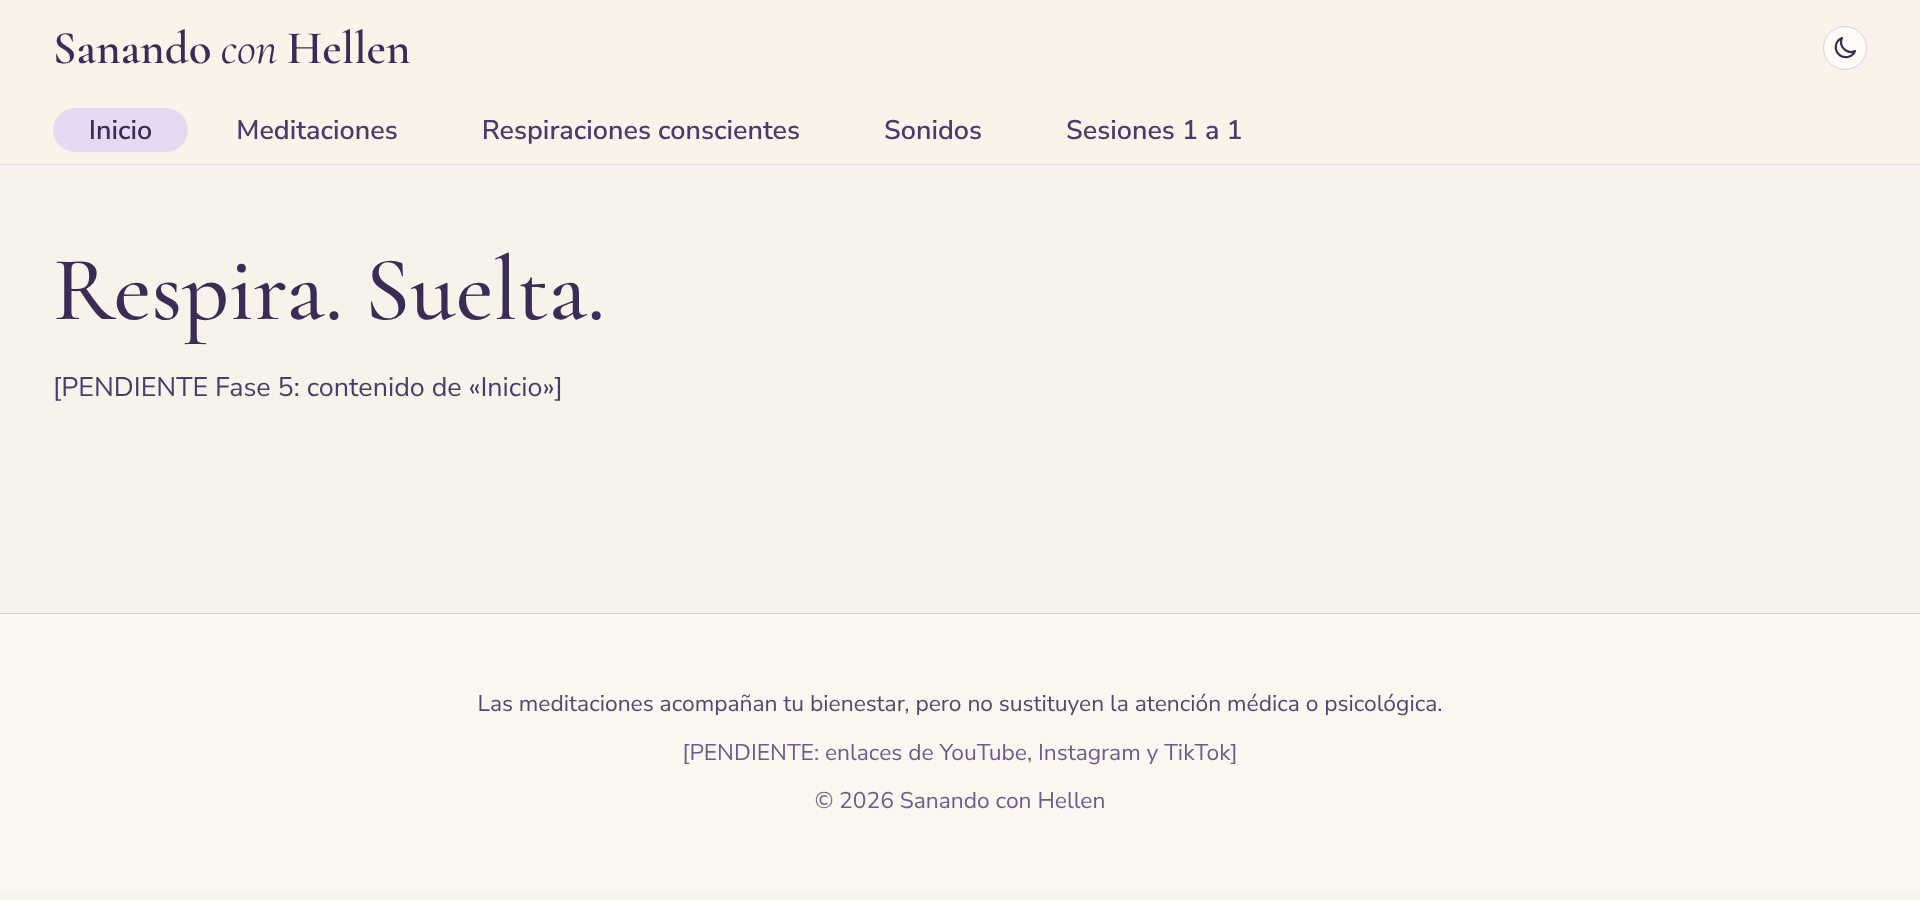 Sanando con Hellen
Inicio Meditaciones Respiraciones conscientes Sonidos Sesiones 1 a 1
Respira. Suelta.
[PENDIENTE Fase 5: contenido de «Inicio»]
Las meditaciones acompañan tu bienestar, pero no sustituyen la atención médica o psicológica.
[PENDIENTE: enlaces de YouTube, Instagram y TikTok]
© 2026 Sanando con Hellen